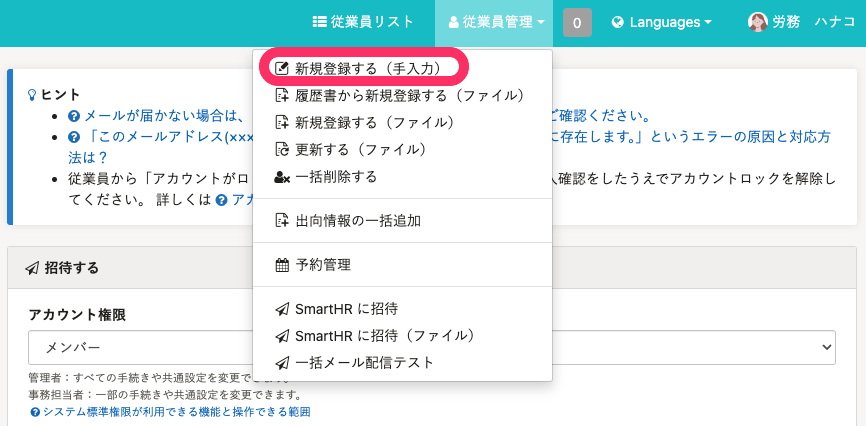 従業員リスト 従業員管理 0 Languages 労務 ハナコ
新規登録する（手入力）
履歴書から新規登録する（ファイル）
新規登録する（ファイル）
更新する（ファイル）
一括削除する
出向情報の一括追加
予約管理
SmartHR に招待
SmartHR に招待（ファイル）
一括メール配信テスト
ヒント
メールが届かない場合は、 ご確認ください。
「このメールアドレス(××× に存在します。」というエラーの原因と対応方
法は？
従業員から「アカウントがロ 確認をしたうえでアカウントロックを解除し
てください。 詳しくは アカ
招待する
アカウント権限
メンバー
管理者：すべての手続きや共通設定を変更できます。
事務担当者：一部の手続きや共通設定を変更できます。
システム標準権限が利用できる機能と操作できる範囲